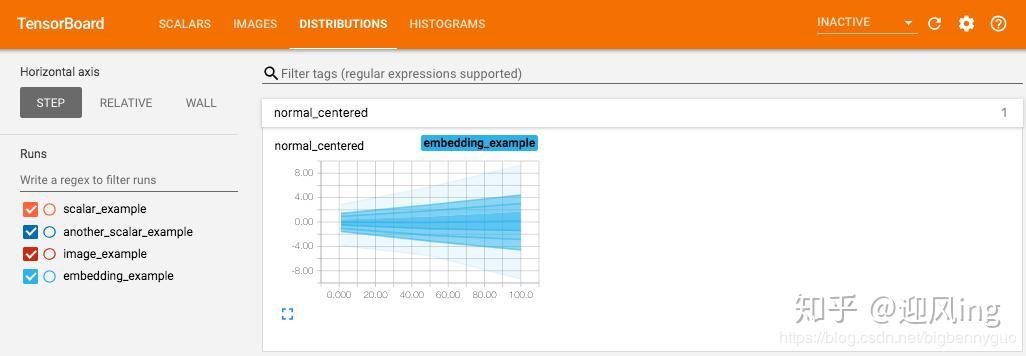 TensorBoard SCALARS IMAGES DISTRIBUTIONS HISTOGRAMS INACTIVE
Horizontal axis
STEP RELATIVE WALL
Runs
Write a regex to filter runs
scalar_example
another_scalar_example
image_example
embedding_example
Filter tags (regular expressions supported)
normal_centered 1
normal_centered embedding_example
8.00
4.00
0.00
-4.00
-8.00
0.000 20.00 40.00 60.00 80.00 100.0
知乎 @迎风ing
https://blog.csdn.net/bigbennyguo